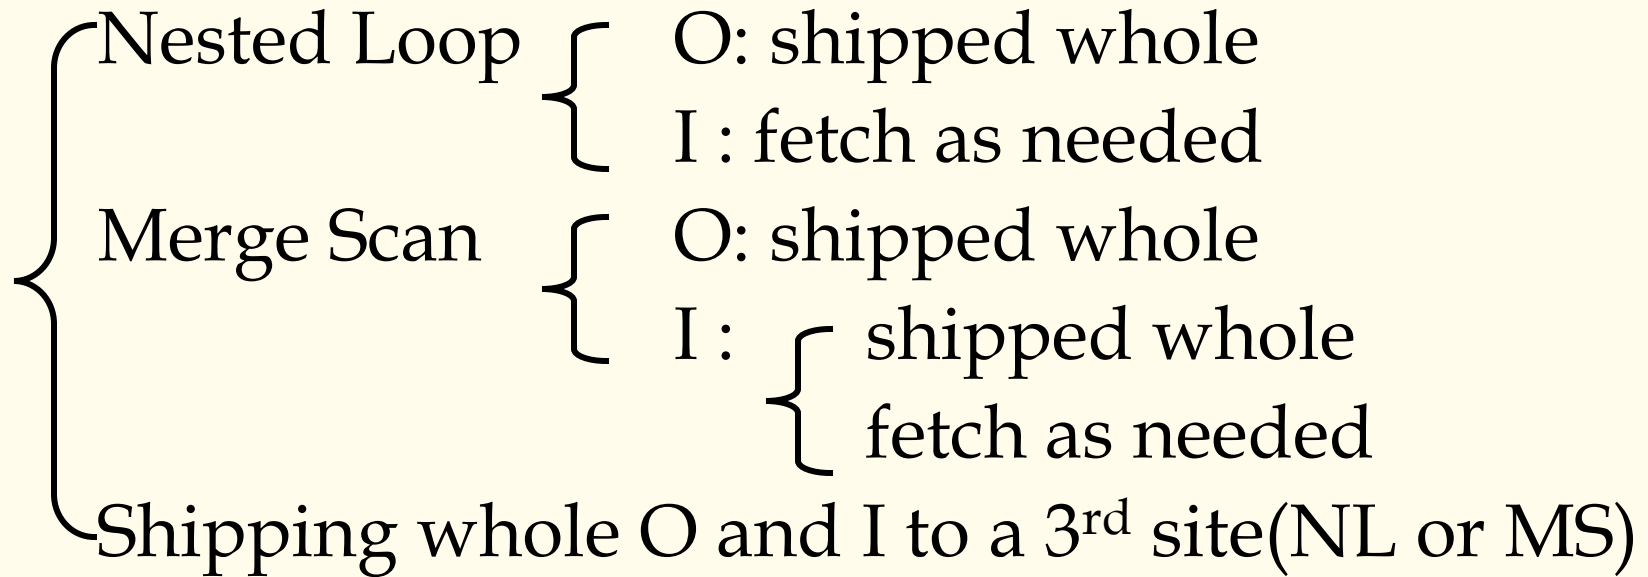 Nested Loop O: shipped whole
I : fetch as needed
Merge Scan O: shipped whole
I : shipped whole
fetch as needed
Shipping whole O and I to a 3rd site(NL or MS)